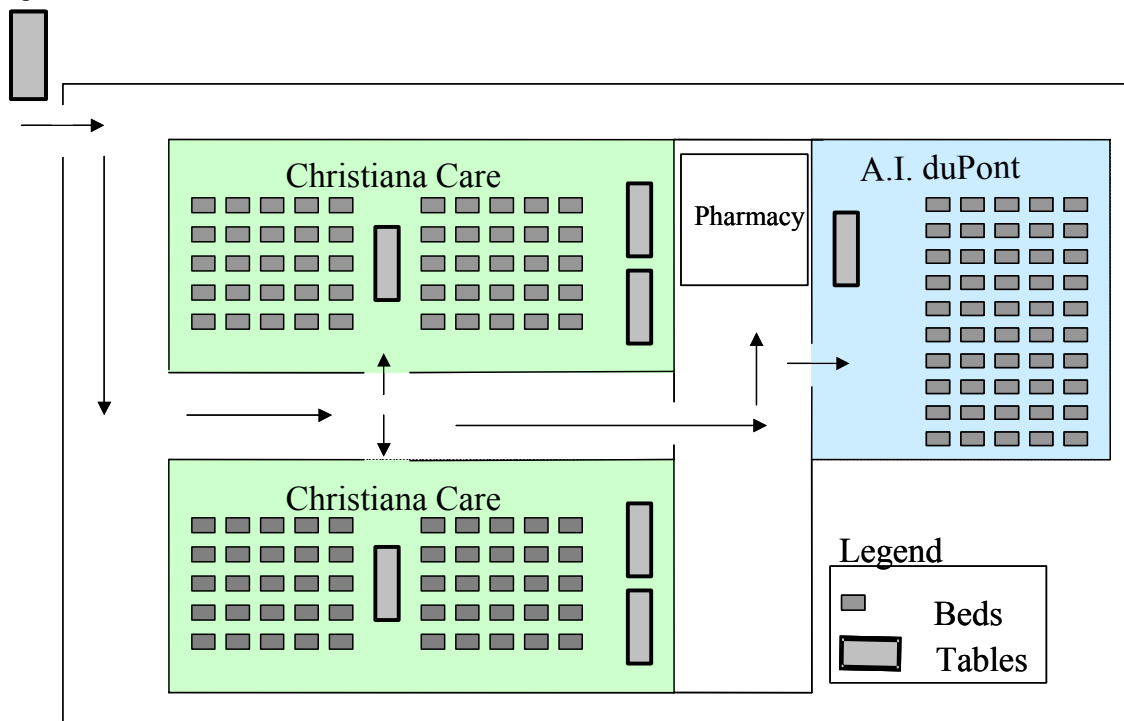 Christiana Care
Pharmacy
A.I. duPont
Christiana Care
Legend
Beds
Tables